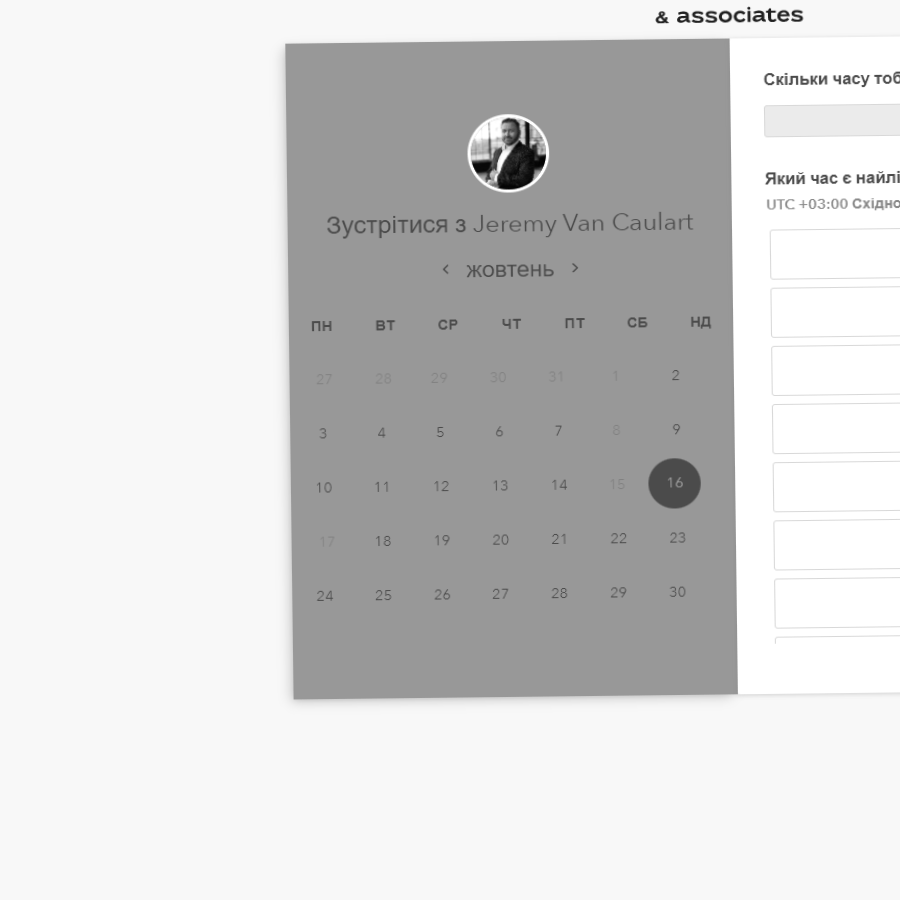 & associates
Зустрітися з Jeremy Van Caulart
жовтень
ПН ВТ СР ЧТ ПТ СБ НД
27 28 29 30 31 1 2
3 4 5 6 7 8 9
10 11 12 13 14 15 16
17 18 19 20 21 22 23
24 25 26 27 28 29 30
Скільки часу тоб
Який час є найлі
UTC +03:00 Східно